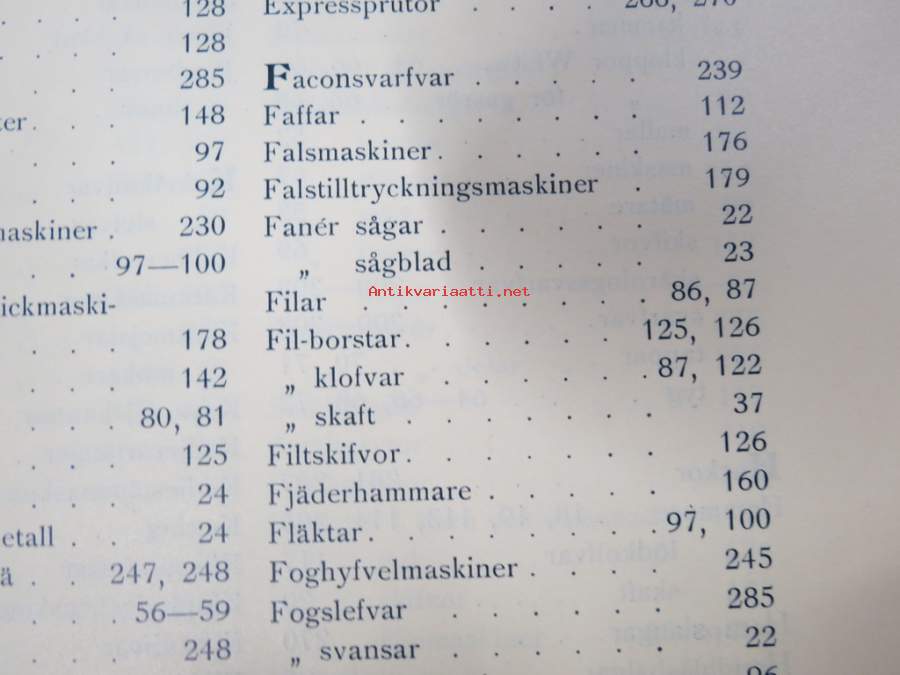 128
128
285
ter . . . 148
97
92
maskiner 230
97—100
ickmaski-
178
142
80, 81
125
24
etall . . . 24
ä . 247, 248
56—59
248
Expressprutor . . . . 266, 270
Faconsvarfvar . . . . 239
Faffar . . . . . . . 112
Falsmaskiner . . . . . 176
Falstilltryckningsmaskiner . 179
Fanér sågar . . . . . 22
„ sågblad . . . . . 23
Filar . . . . . . 86, 87
Fil-borstar . . . . . 125, 126
„ klofvar . . . . . 87, 122
„ skaft . . . . . . 37
Filtskifvor . . . . . . 126
Fjäderhammare . . . . . 160
Fläktar . . . . . . 97, 100
Foghyfvelmaskiner . . . . 245
Fogslefvar . . . . . . 285
„ svansar . . . . . 22
Antikvariaatti.net